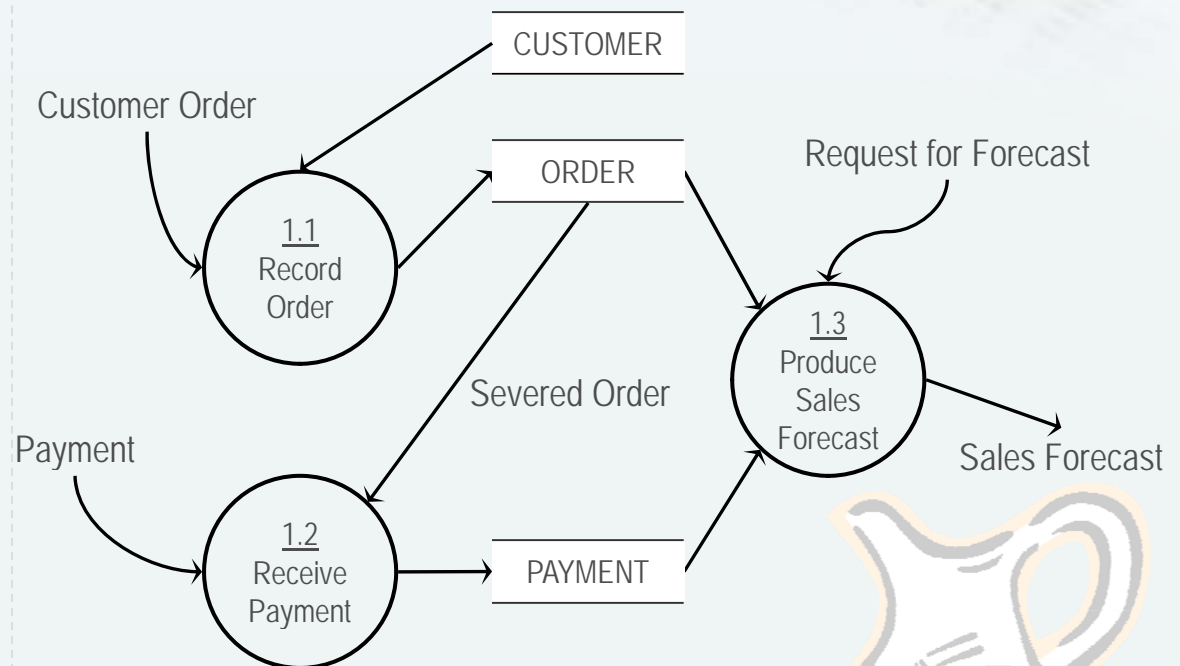 CUSTOMER
Customer Order
ORDER
Request for Forecast
1.1
Record
Order
1.3
Produce
Sales
Forecast
Severed Order
Payment
Sales Forecast
1.2
Receive
Payment
PAYMENT